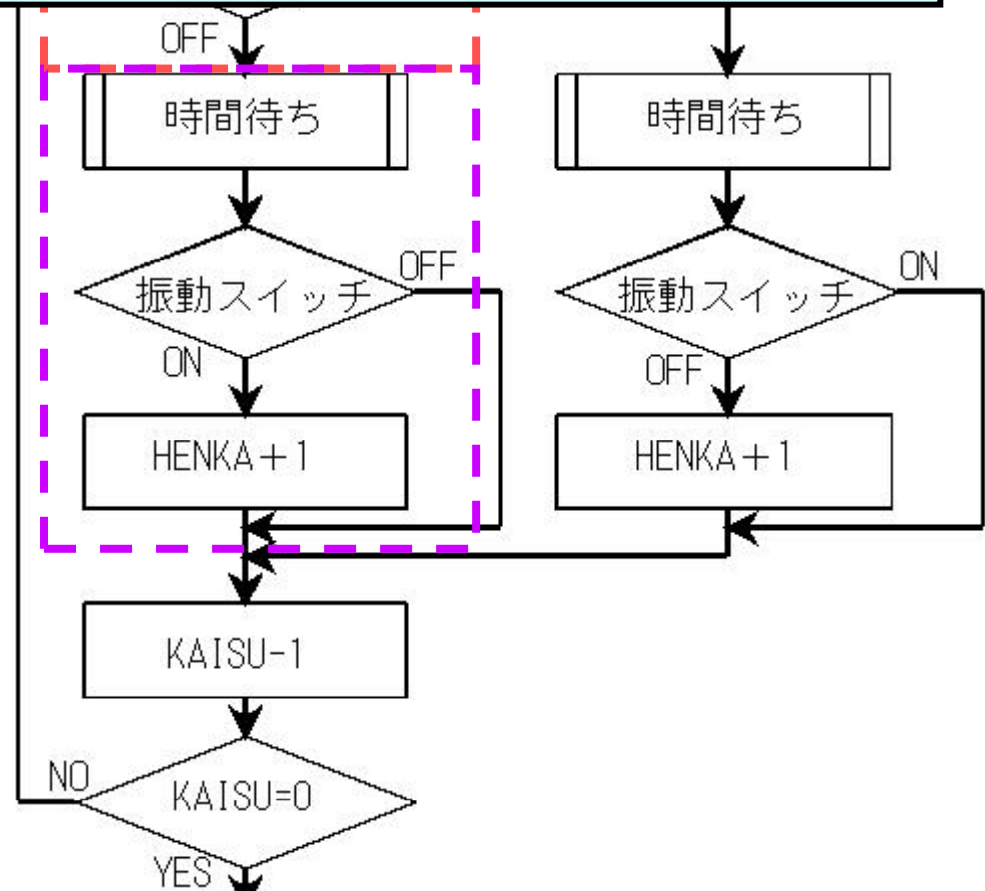 OFF
時間待ち
時間待ち
振動スイッチ
OFF
振動スイッチ
ON
ON
OFF
HENKA+1
HENKA+1
KAISU-1
NO
KAISU=0
YES